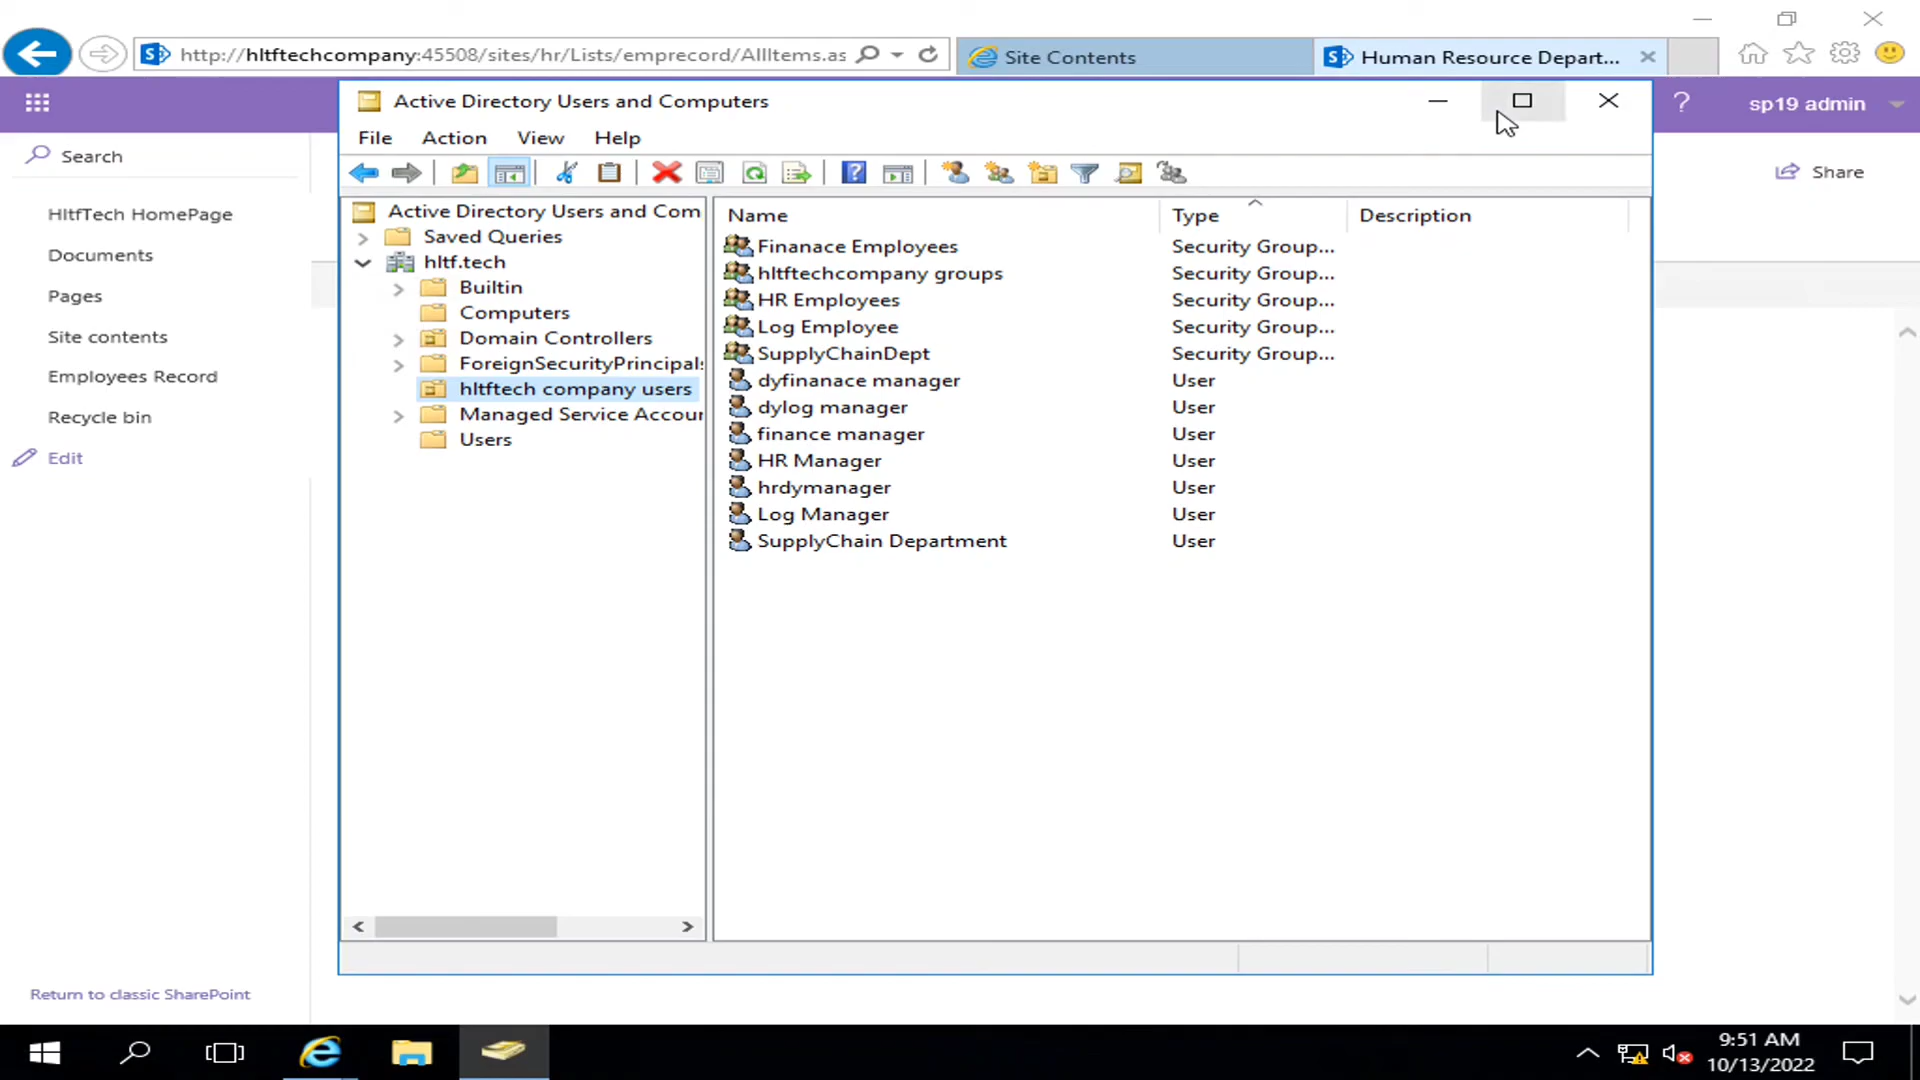 http://hltftechcompany:45508/sites/hr/Lists/emprecord/AllItems.as
Site Contents
Human Resource Depart...
sp19 admin
Search
Share
HltfTech HomePage
Documents
Pages
Site contents
Employees Record
Recycle bin
Edit
Return to classic SharePoint
Active Directory Users and Computers
File Action View Help
Active Directory Users and Com
Saved Queries
hltf.tech
Builtin
Computers
Domain Controllers
ForeignSecurityPrincipals
hltftech company users
Managed Service Accour
Users
Name Type Description
Finanace Employees Security Group...
hltftechcompany groups Security Group...
HR Employees Security Group...
Log Employee Security Group...
SupplyChainDept Security Group...
dyfinanace manager User
dylog manager User
finance manager User
HR Manager User
hrdymanager User
Log Manager User
SupplyChain Department User
9:51 AM
10/13/2022